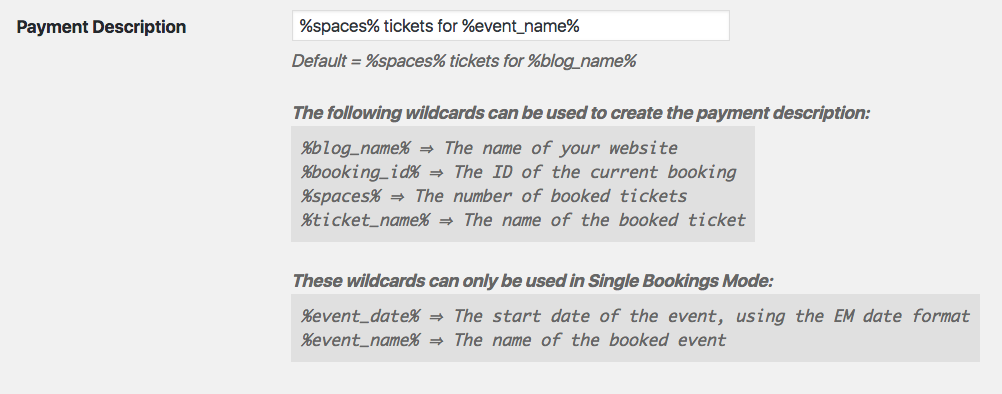 Payment Description
%spaces% tickets for %event_name%
Default = %spaces% tickets for %blog_name%
The following wildcards can be used to create the payment description:
%blog_name% ⇒ The name of your website
%booking_id% ⇒ The ID of the current booking
%spaces% ⇒ The number of booked tickets
%ticket_name% ⇒ The name of the booked ticket
These wildcards can only be used in Single Bookings Mode:
%event_date% ⇒ The start date of the event, using the EM date format
%event_name% ⇒ The name of the booked event